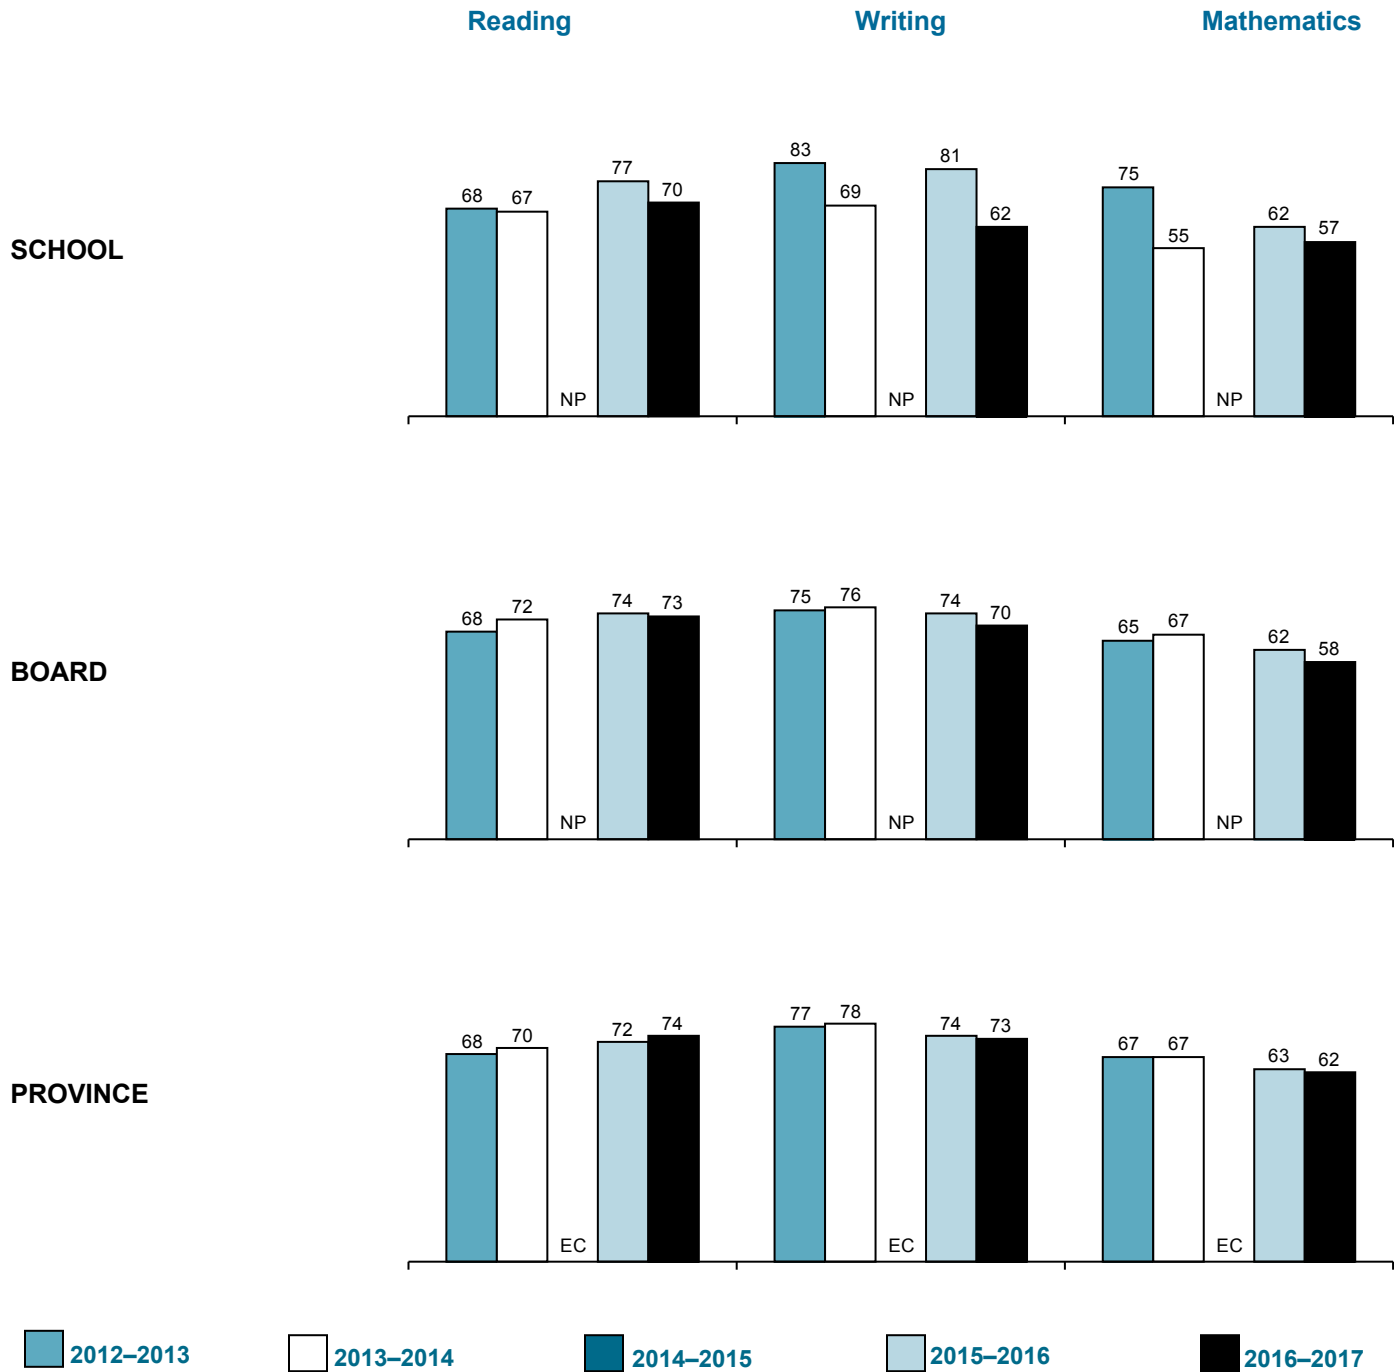 Reading Writing Mathematics
SCHOOL
68 67 NP 77 70 83 69 NP 81 62 75 55 NP 62 57
BOARD
68 72 NP 74 73 75 76 NP 74 70 65 67 NP 62 58
PROVINCE
68 70 EC 72 74 77 78 EC 74 73 67 67 EC 63 62
2012–2013 2013–2014 2014–2015 2015–2016 2016–2017